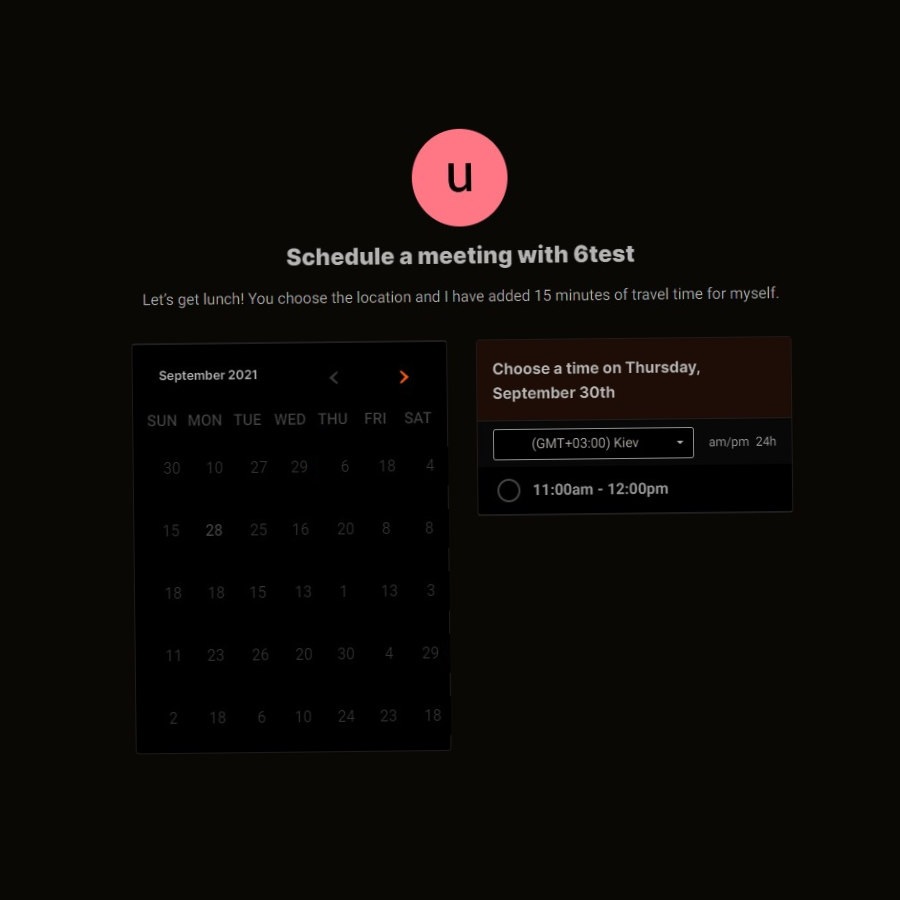 u
Schedule a meeting with 6test
Let's get lunch! You choose the location and I have added 15 minutes of travel time for myself.
September 2021
SUN MON TUE WED THU FRI SAT
30 10 27 29 6 18 4
15 28 25 16 20 8 8
18 18 15 13 1 13 3
11 23 26 20 30 4 29
2 18 6 10 24 23 18
Choose a time on Thursday,
September 30th
(GMT+03:00) Kiev am/pm 24h
11:00am - 12:00pm